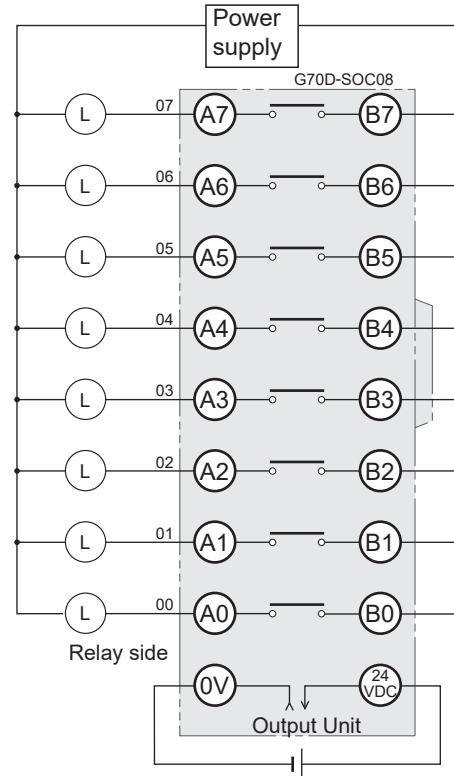 Power
supply
G70D-SOC08
L 07 A7 B7
L 06 A6 B6
L 05 A5 B5
L 04 A4 B4
L 03 A3 B3
L 02 A2 B2
L 01 A1 B1
L 00 A0 B0
Relay side
0V 24
VDC
Output Unit